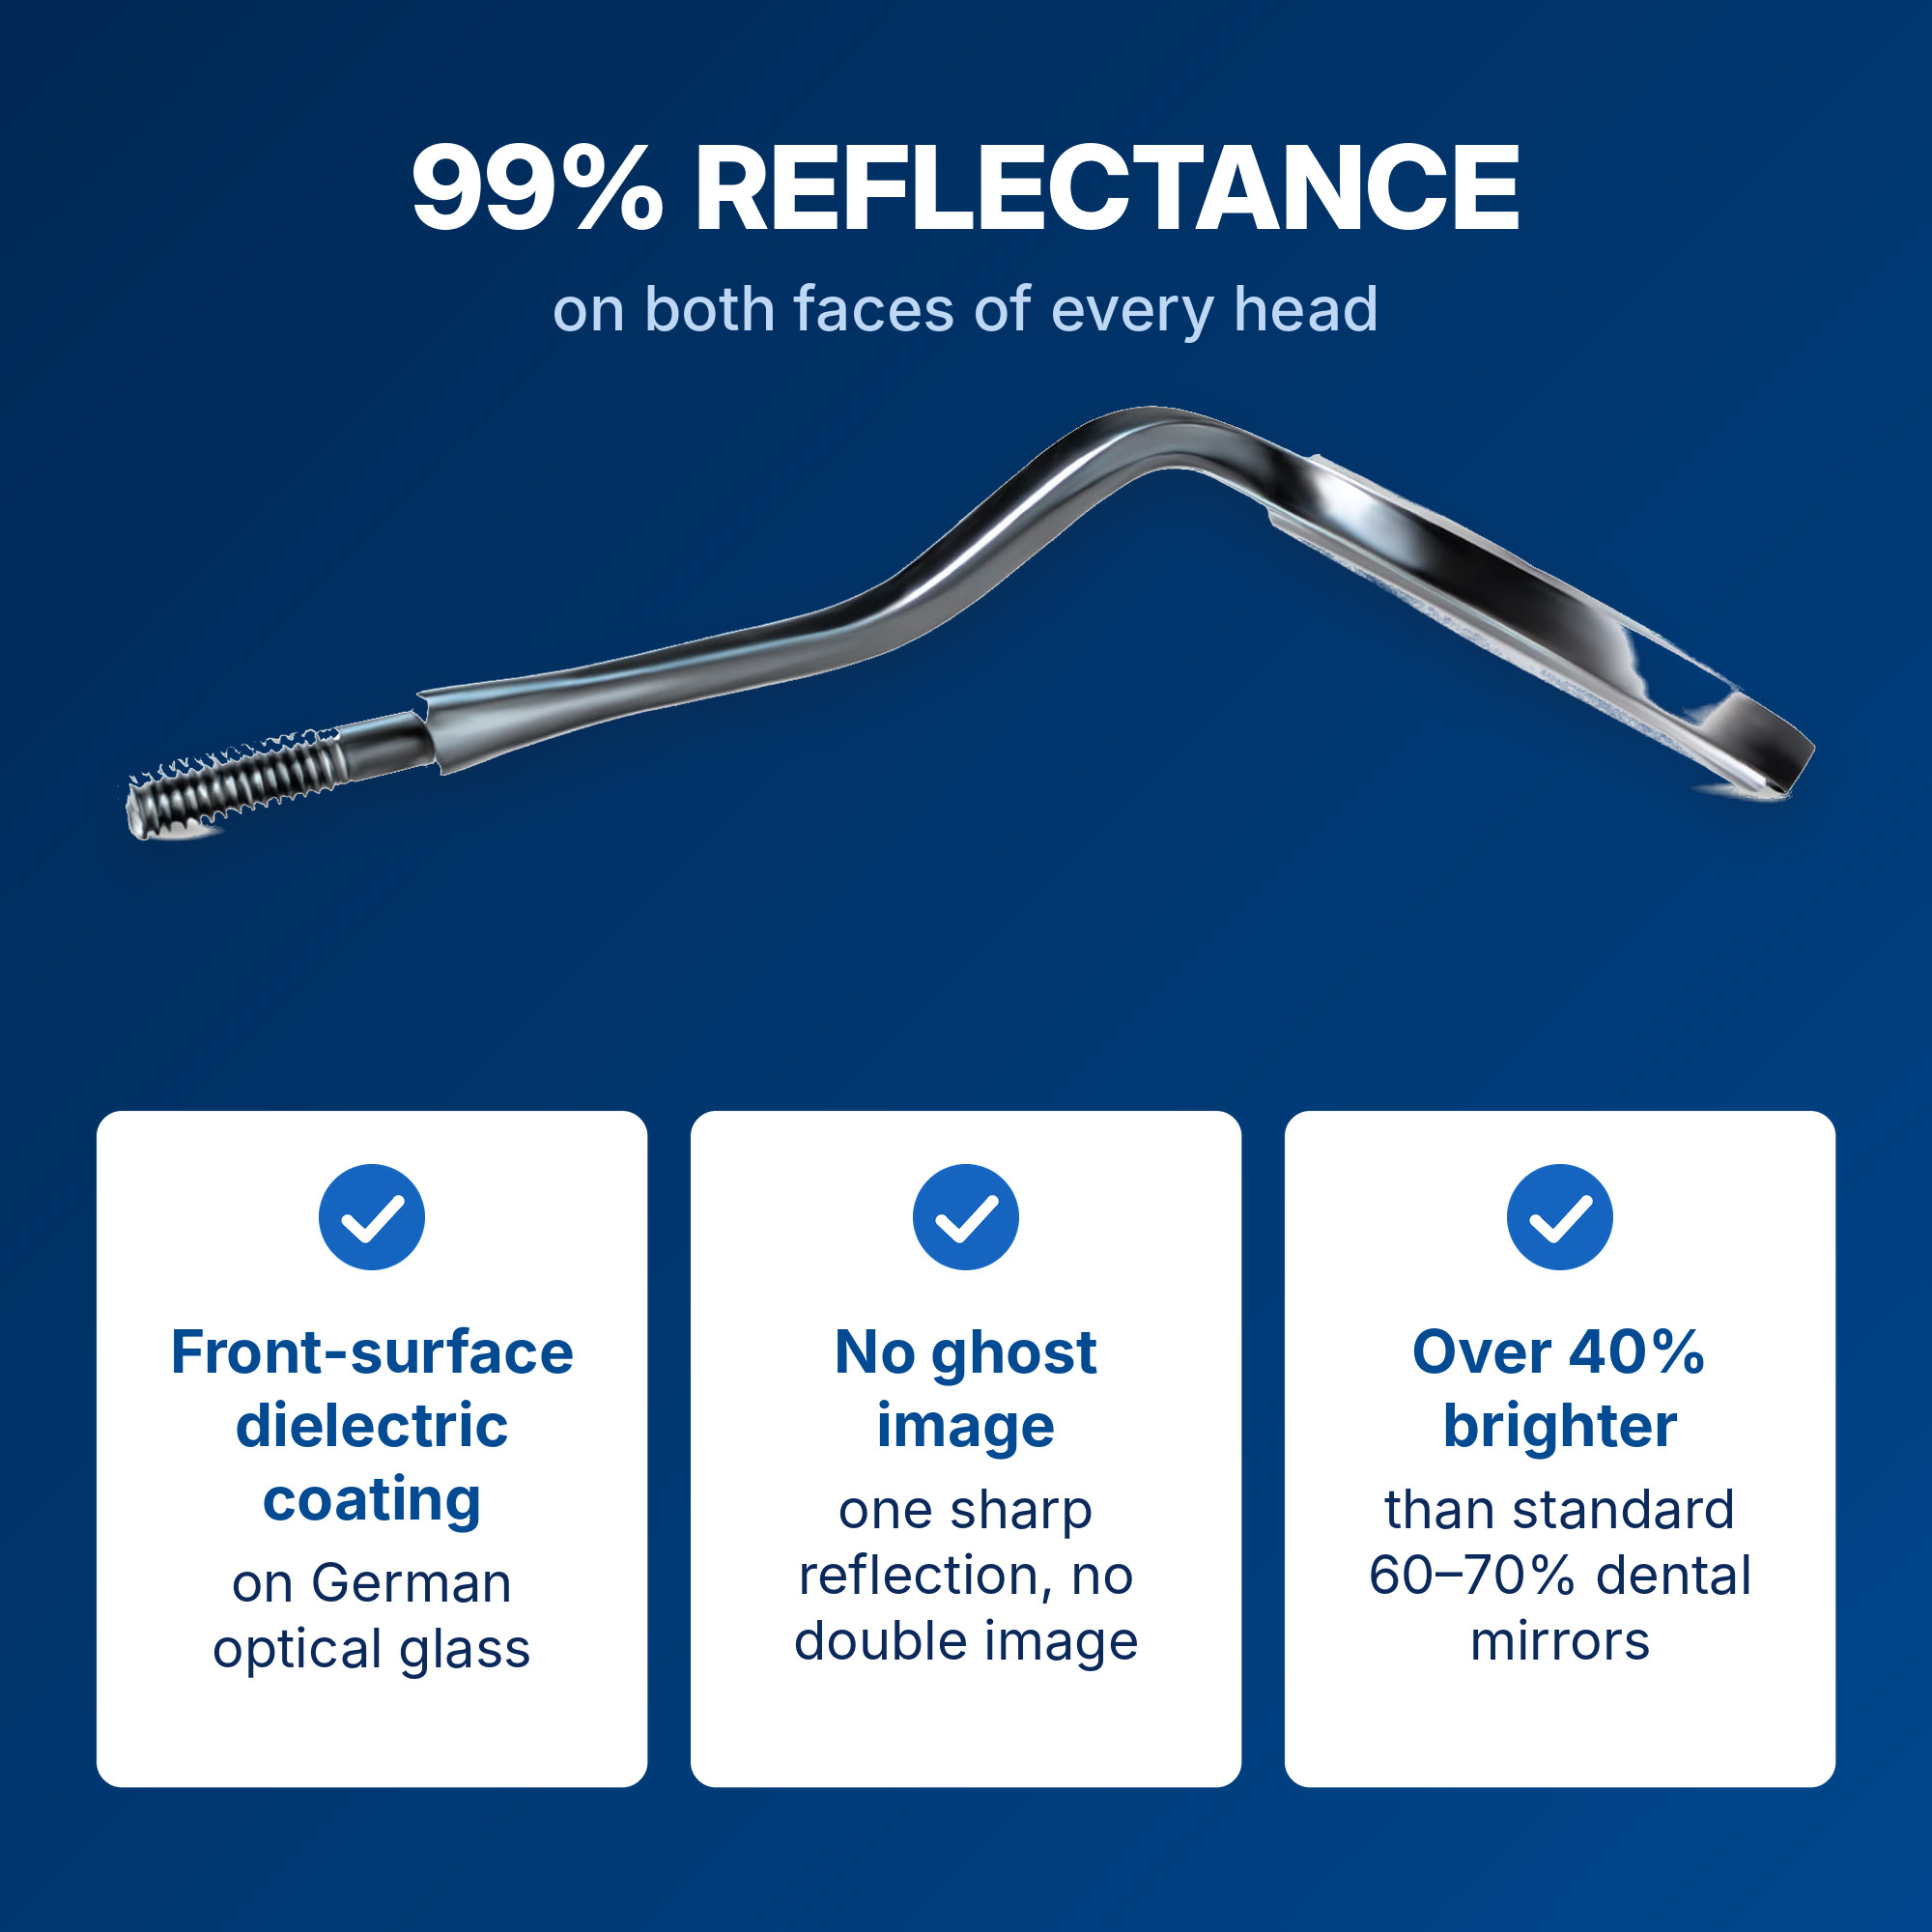 99% REFLECTANCE
on both faces of every head
Front-surface
dielectric
coating
on German
optical glass
No ghost
image
one sharp
reflection, no
double image
Over 40%
brighter
than standard
60–70% dental
mirrors